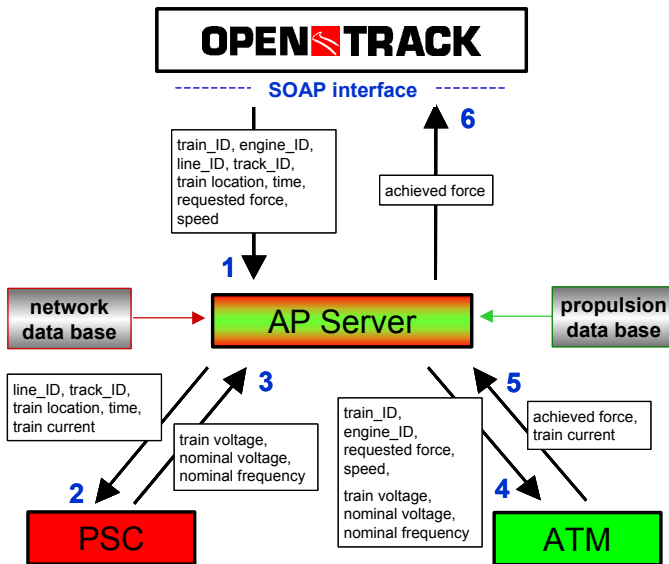 OPEN TRACK
SOAP interface
6
train_ID, engine_ID,
line_ID, track_ID,
train location, time,
requested force,
speed
achieved force
1
network
data base
AP Server
propulsion
data base
line_ID, track_ID,
train location, time,
train current
3
train voltage,
nominal voltage,
nominal frequency
2
PSC
train_ID,
engine_ID,
requested force,
speed,
train voltage,
nominal voltage,
nominal frequency
5
achieved force,
train current
4
ATM